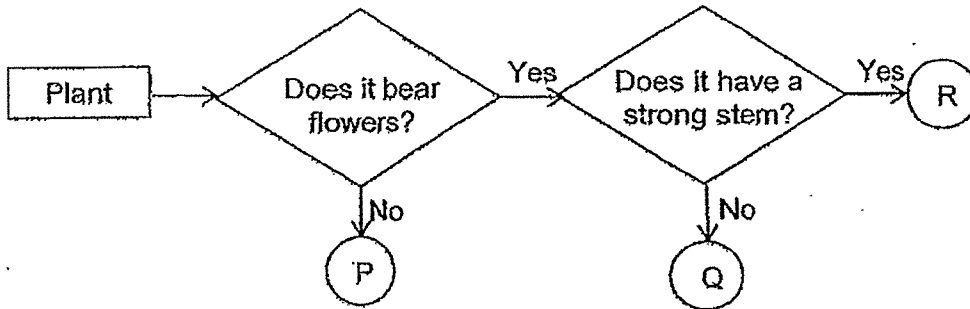 Plant
Does it bear
flowers?
Yes
Does it have a
strong stem?
Yes
R
No
P
No
Q